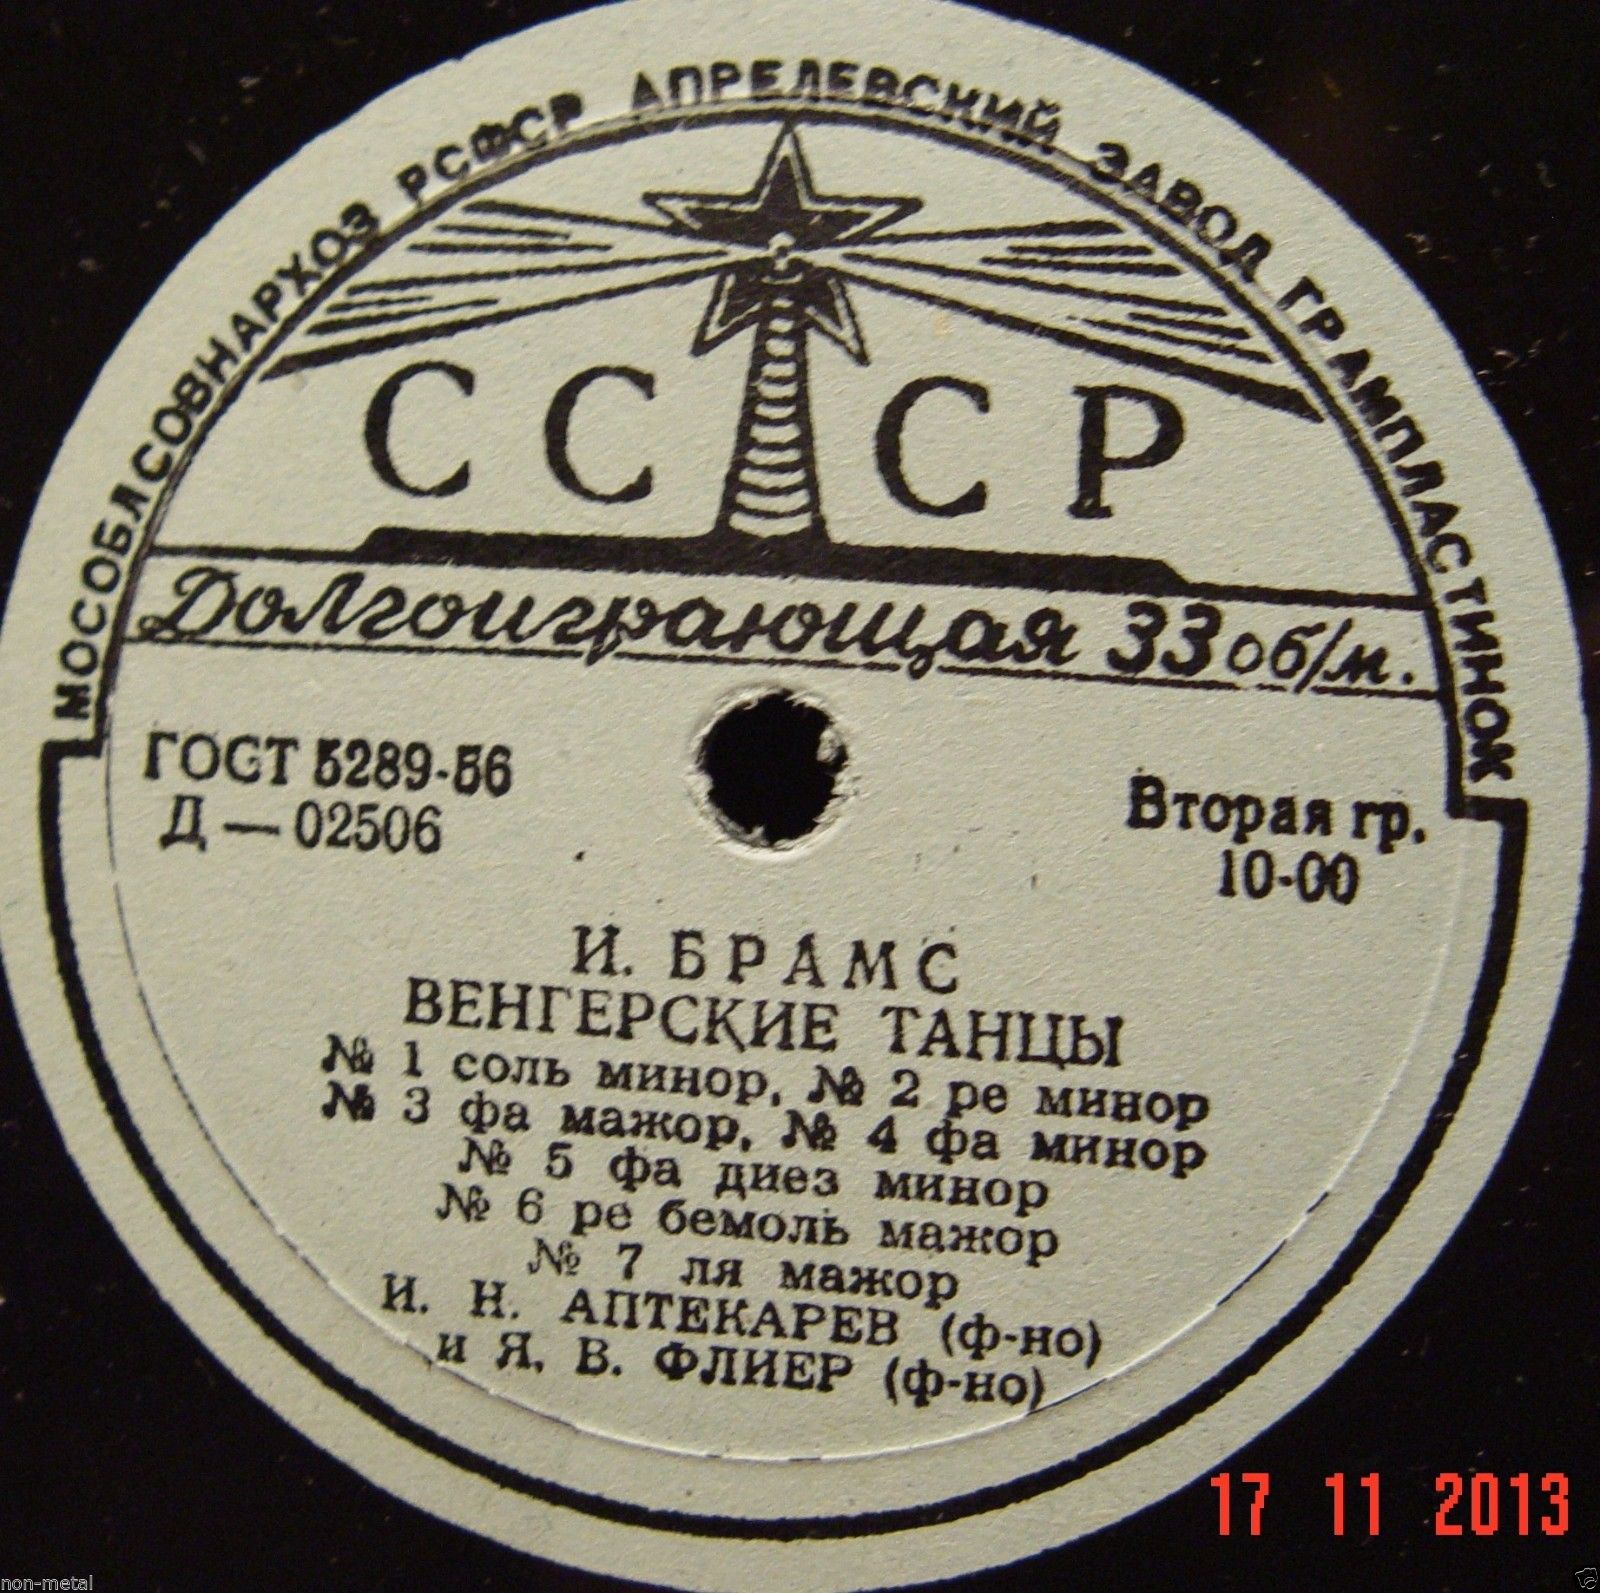 МОСОБЛСОВНАРХОЗ РСФСР АПРЕЛЕВСКИЙ ЗАВОД ГРАМПЛАСТИНОК
СССР
Долгоиграющая 33 об/м.
ГОСТ 5289-56
Д — 02506
Вторая гр.
10-00
И. БРАМС
ВЕНГЕРСКИЕ ТАНЦЫ
№ 1 соль минор, № 2 ре минор
№ 3 фа мажор, № 4 фа минор
№ 5 фа диез минор
№ 6 ре бемоль мажор
№ 7 ля мажор
И. Н. АПТЕКАРЕВ (ф-но)
и Я. В. ФЛИЕР (ф-но)
17 11 2013
non-metal